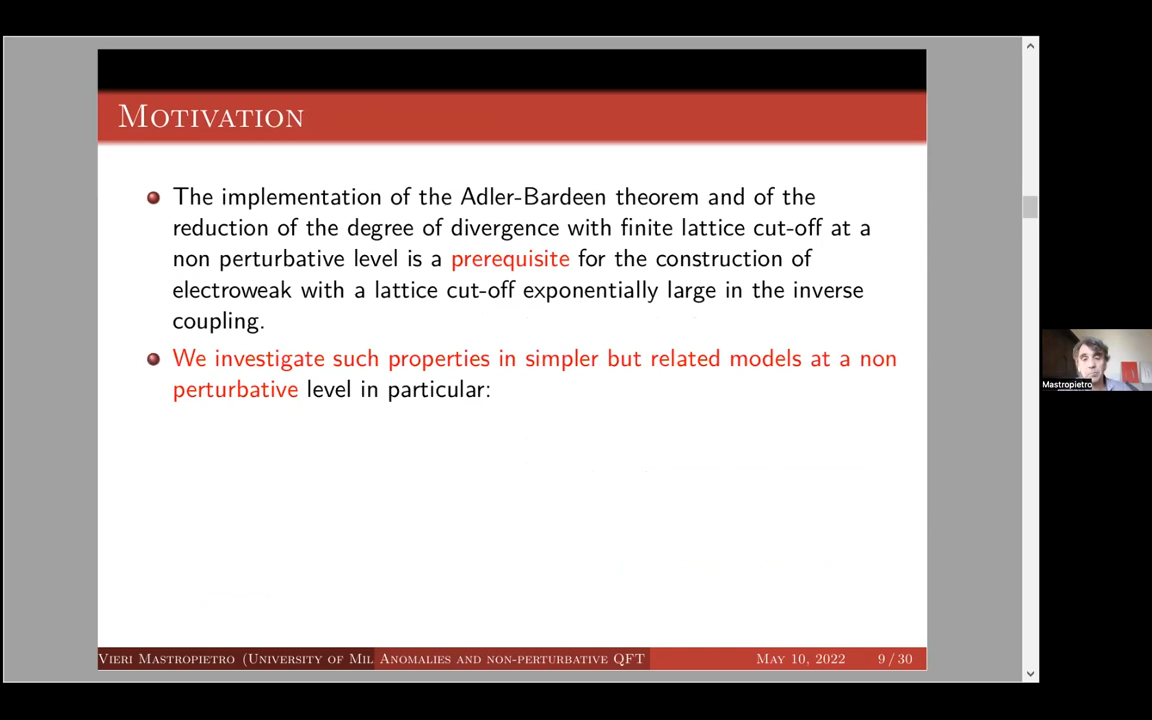 MOTIVATION
The implementation of the Adler-Bardeen theorem and of the
reduction of the degree of divergence with finite lattice cut-off at a
non perturbative level is a prerequisite for the construction of
electroweak with a lattice cut-off exponentially large in the inverse
coupling.
We investigate such properties in simpler but related models at a non
perturbative level in particular:
Mastropietro
VIERI MASTROPIETRO (UNIVERSITY OF MIL ANOMALIES AND NON-PERTURBATIVE QFT MAY 10, 2022 9 / 30